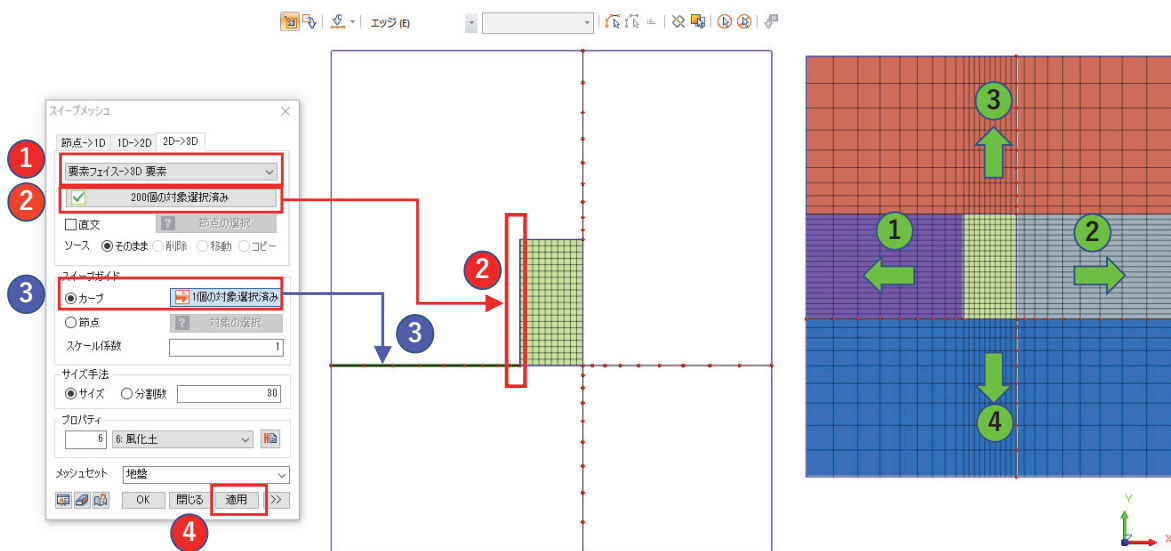 エッジ (E)
スイープメッシュ
節点->1D 1D->2D 2D->3D
1
要素フェイス->3D 要素
2
200個の対象選択済み
直交
? 節点の選択
ソース そのまま 削除 移動 コピー
スイープガイド
3
カーブ
1個の対象選択済み
節点
? 対象の選択
スケール係数
1
サイズ手法
サイズ 分割数
30
プロパティ
6
6: 風化土
メッシュセット
地盤
OK 閉じる 適用 >>
4
2
3
3
1
2
4
Y
X